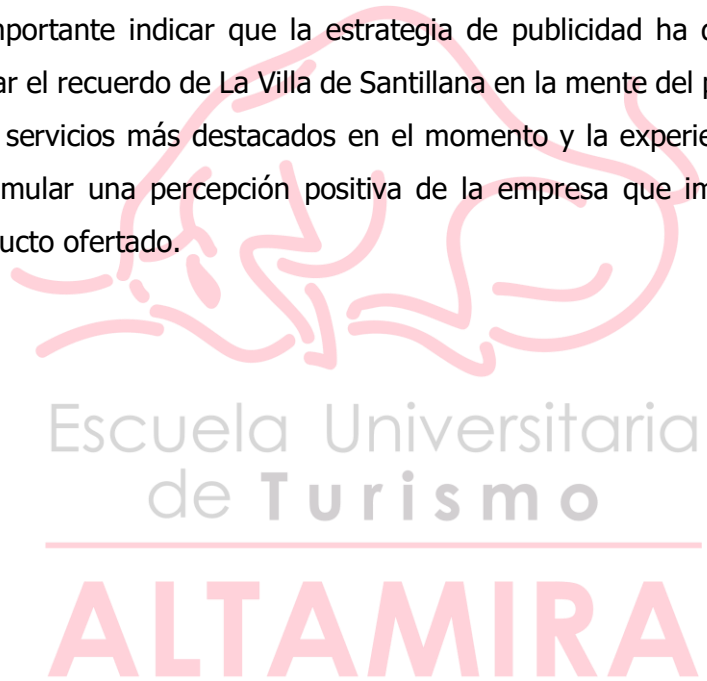 mportante indicar que la estrategia de publicidad ha
ar el recuerdo de La Villa de Santillana en la mente del
servicios más destacados en el momento y la
mular una percepción positiva de la empresa que
ucto ofertado.
Escuela Universitaria
de Turismo
ALTAMIRA